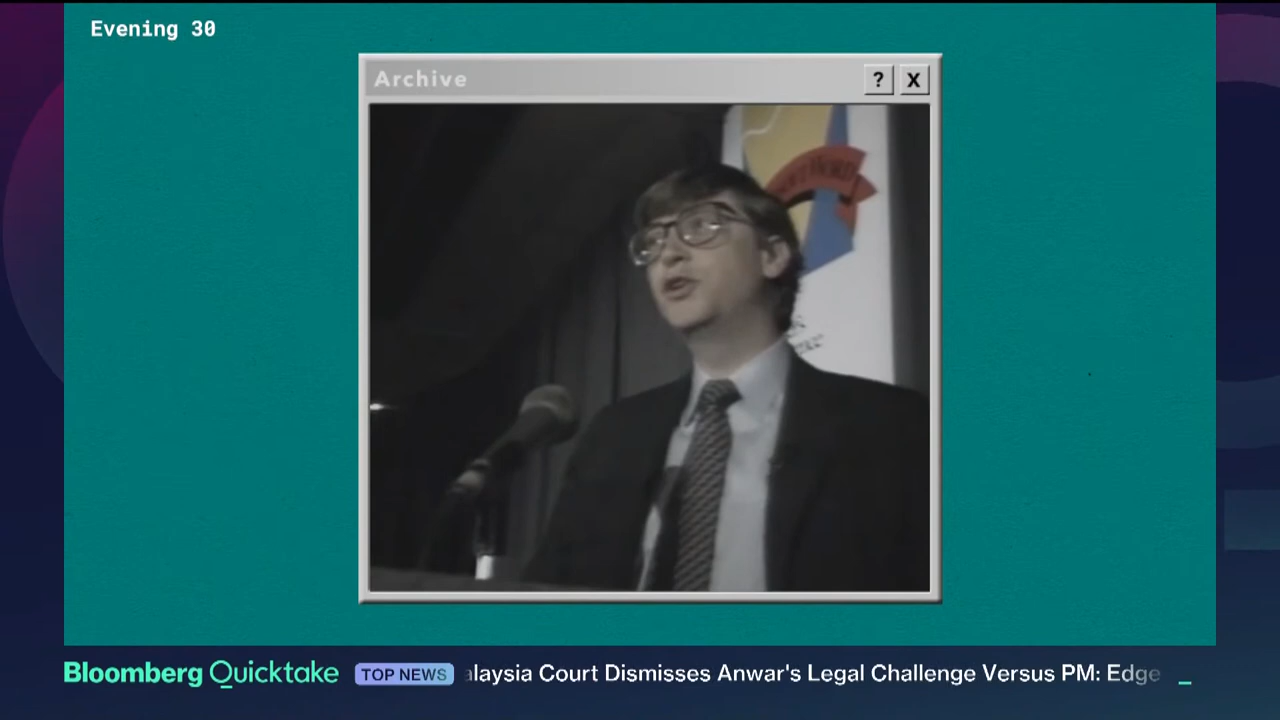 Evening 30
Archive
?
X
Bloomberg Quicktake
TOP NEWS
alaysia Court Dismisses Anwar's Legal Challenge Versus PM: Edge